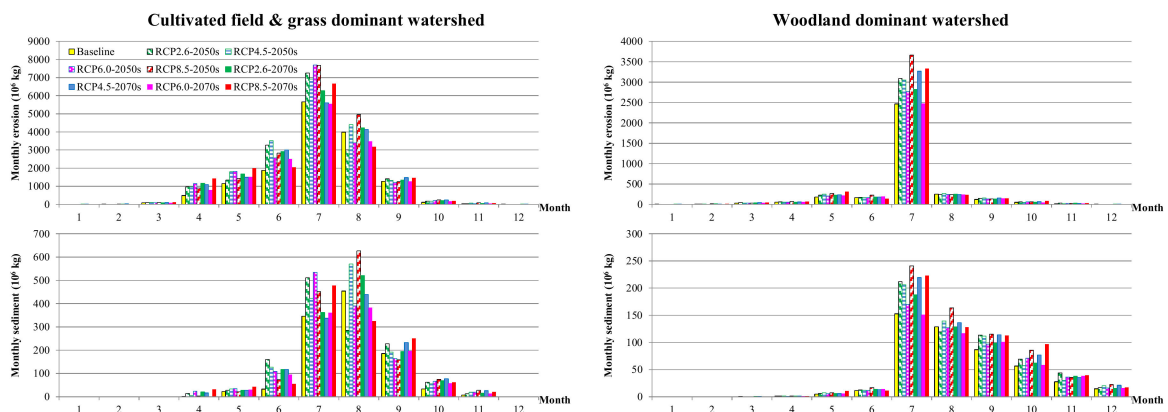 Cultivated field & grass dominant watershed
Monthly erosion (10⁶ kg)
9000
8000
7000
6000
5000
4000
3000
2000
1000
0
Baseline RCP2.6-2050s RCP4.5-2050s
RCP6.0-2050s RCP8.5-2050s RCP2.6-2070s
RCP4.5-2070s RCP6.0-2070s RCP8.5-2070s
1 2 3 4 5 6 7 8 9 10 11 12 Month
Monthly sediment (10⁶ kg)
700
600
500
400
300
200
100
0
1 2 3 4 5 6 7 8 9 10 11 12 Month
Woodland dominant watershed
Monthly erosion (10⁶ kg)
4000
3500
3000
2500
2000
1500
1000
500
0
1 2 3 4 5 6 7 8 9 10 11 12 Month
Monthly sediment (10⁶ kg)
300
250
200
150
100
50
0
1 2 3 4 5 6 7 8 9 10 11 12 Month